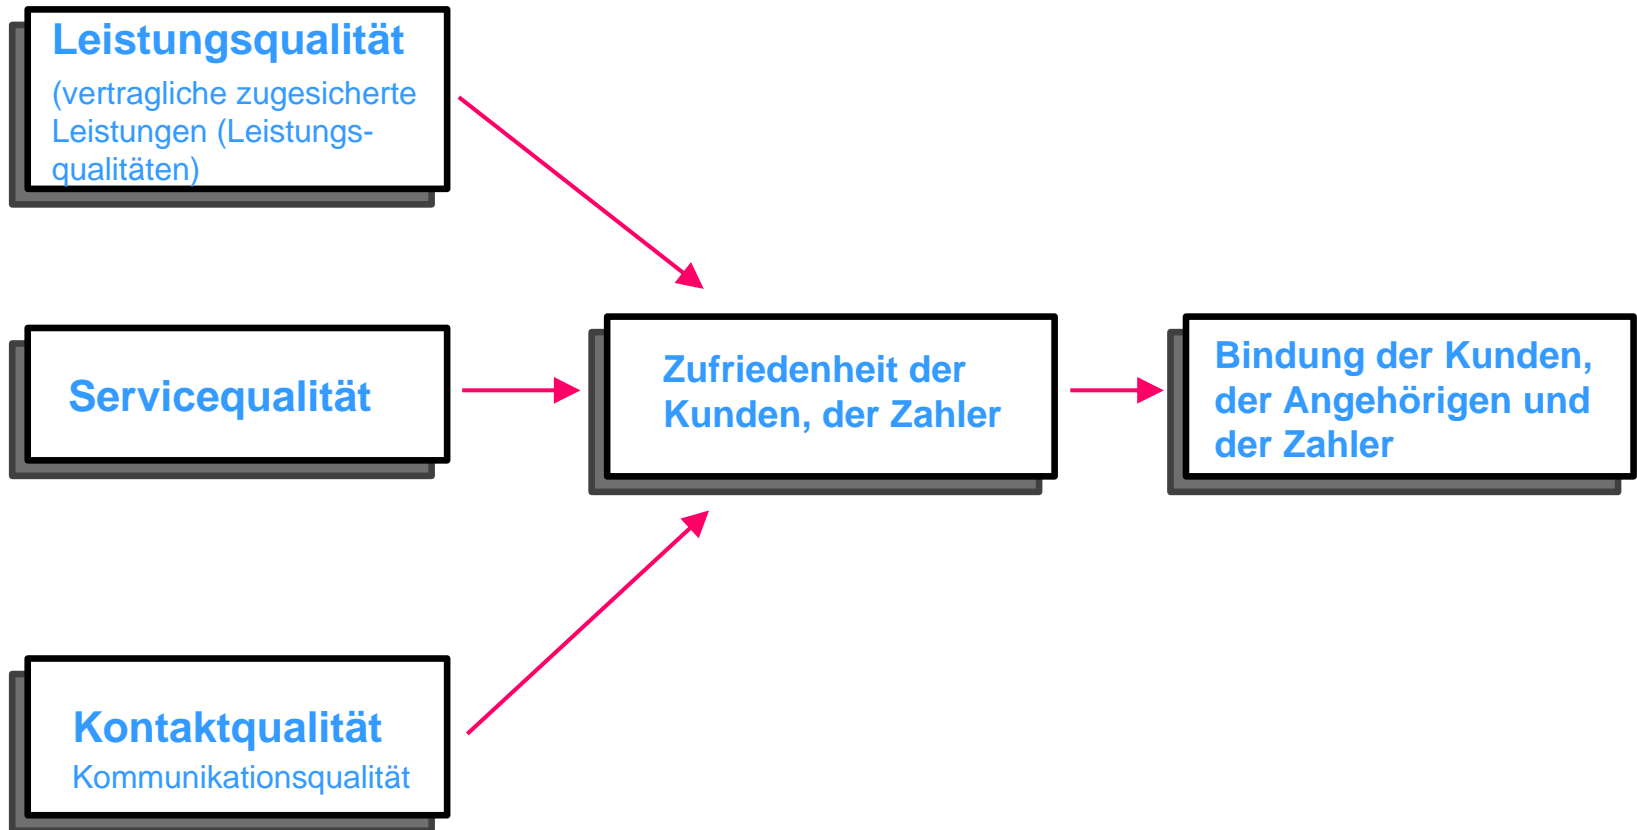 Leistungsqualität
(vertragliche zugesicherte
Leistungen (Leistungs-
qualitäten)
Servicequalität
Zufriedenheit der
Kunden, der Zahler
Bindung der Kunden,
der Angehörigen und
der Zahler
Kontaktqualität
Kommunikationsqualität